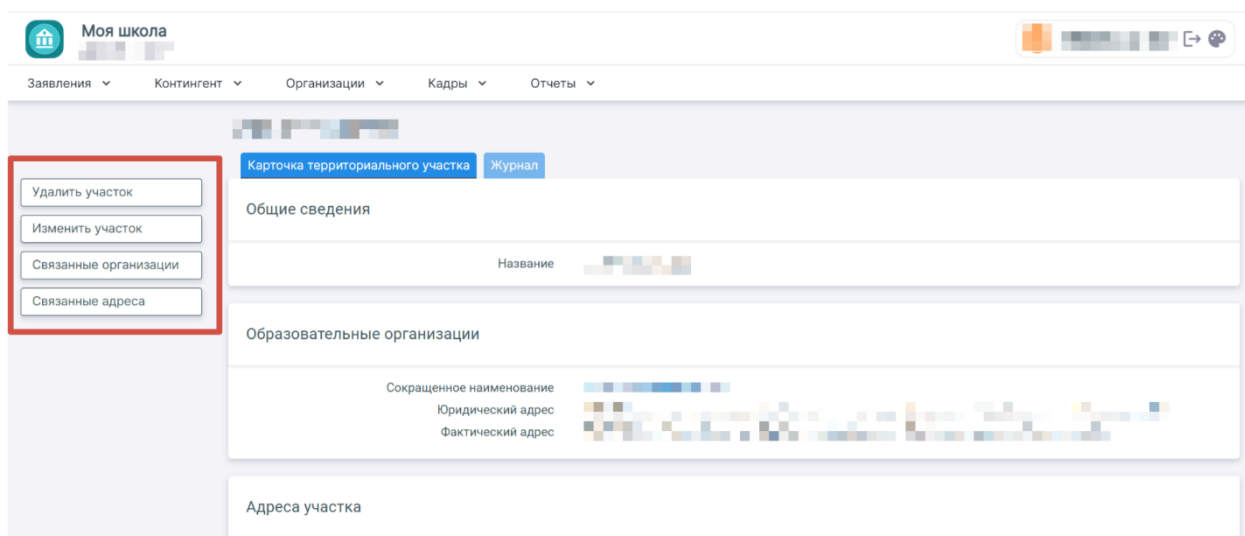 Моя школа
Заявления Контингент Организации Кадры Отчеты
Карточка территориального участка Журнал
Удалить участок
Изменить участок
Связанные организации
Связанные адреса
Общие сведения
Название
Образовательные организации
Сокращенное наименование
Юридический адрес
Фактический адрес
Адреса участка